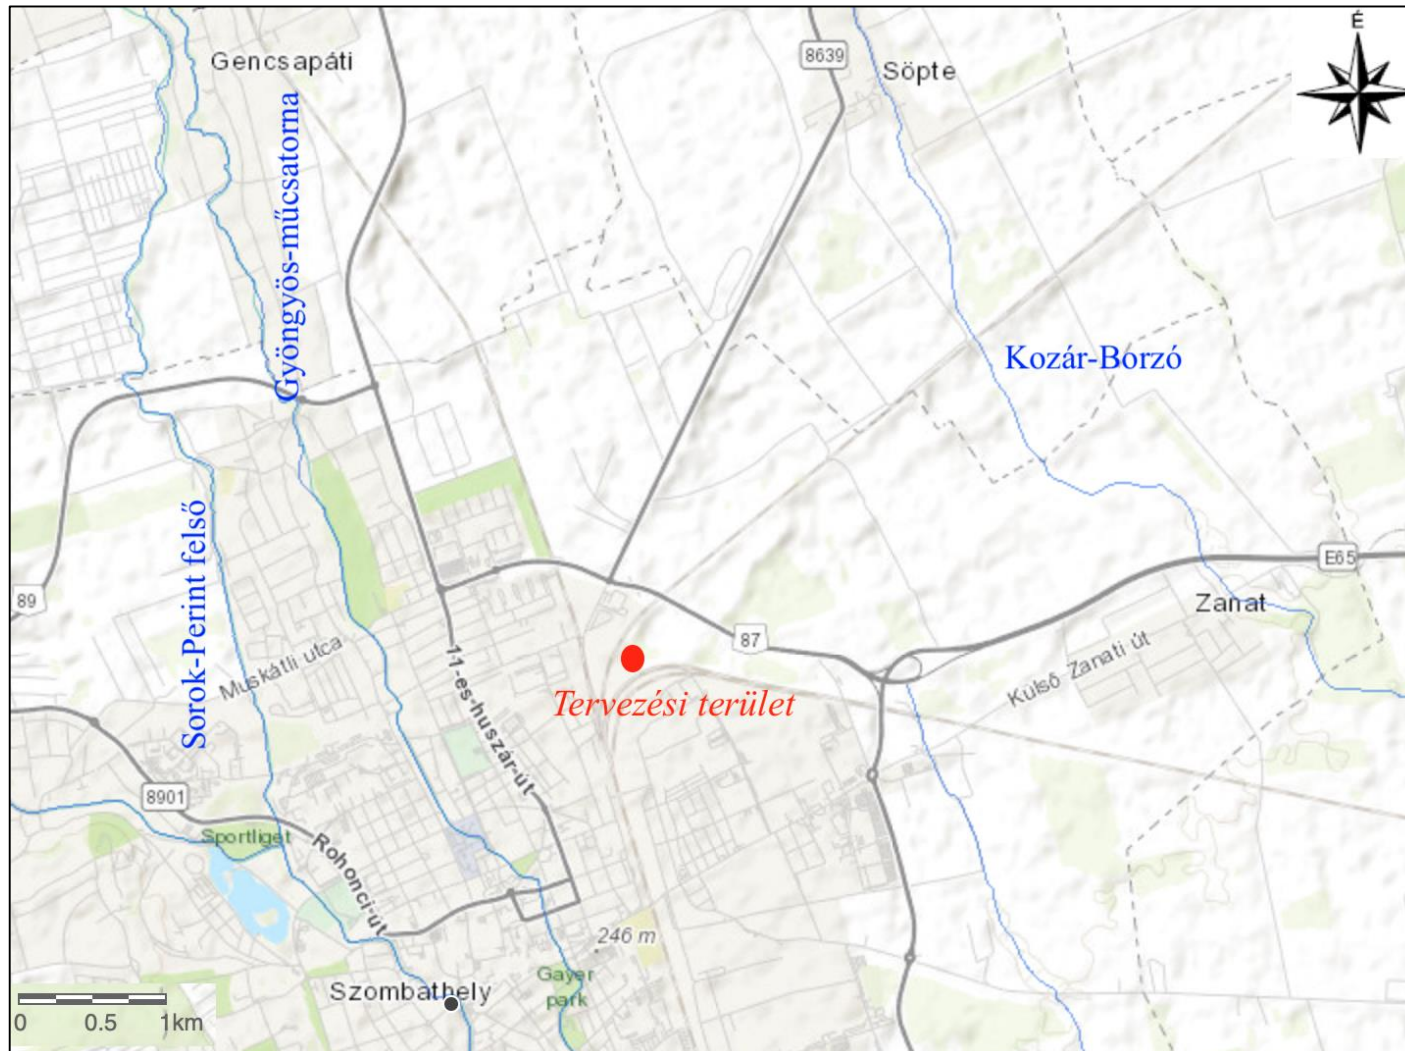 É
8639
Gencsapáti
Söpte
Gyöngyös-műcsatorna
Kozár-Borzó
Sorok-Perint felső
E65
89
Zanat
87
Muskátli utca
11-es-huszár-út
Külső Zanati út
Tervezési terület
8901
Sportliget
Rohonci-út
246 m
Gayer
park
Szombathely
0 0.5 1km